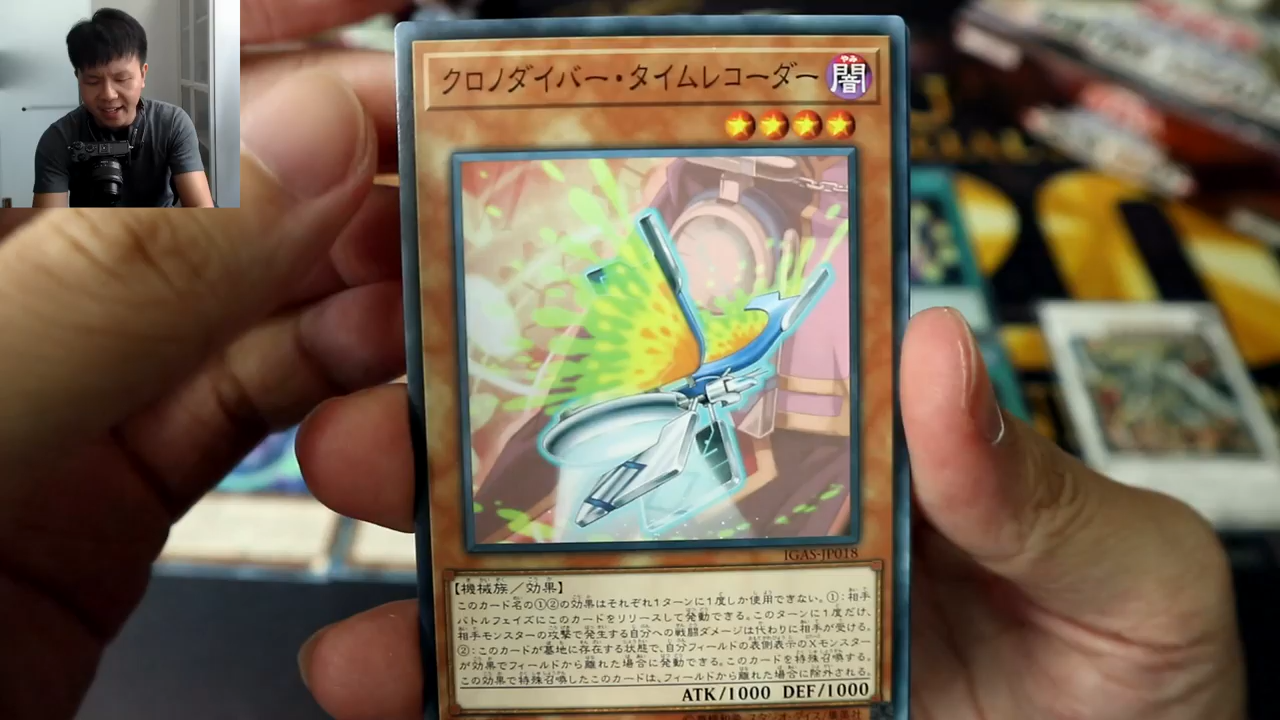 クロノダイバー・タイムレコーダー
闇
IGAS-JP018
【機械族／効果】
このカード名の①②の効果はそれぞれ1ターンに1度しか使用できない。①：相手
バトルフェイズにこのカードをリリースして発動できる。このターンに1度だけ、
相手モンスターの攻撃で発生する自分への戦闘ダメージは代わりに相手が受ける。
②：このカードが墓地に存在する状態で、自分フィールドの表側表示のXモンスター
が効果でフィールドから離れた場合に発動できる。このカードを特殊召喚する。
この効果で特殊召喚したこのカードは、フィールドから離れた場合に除外される。
ATK/1000 DEF/1000
スタジオ・ダイス/集英社